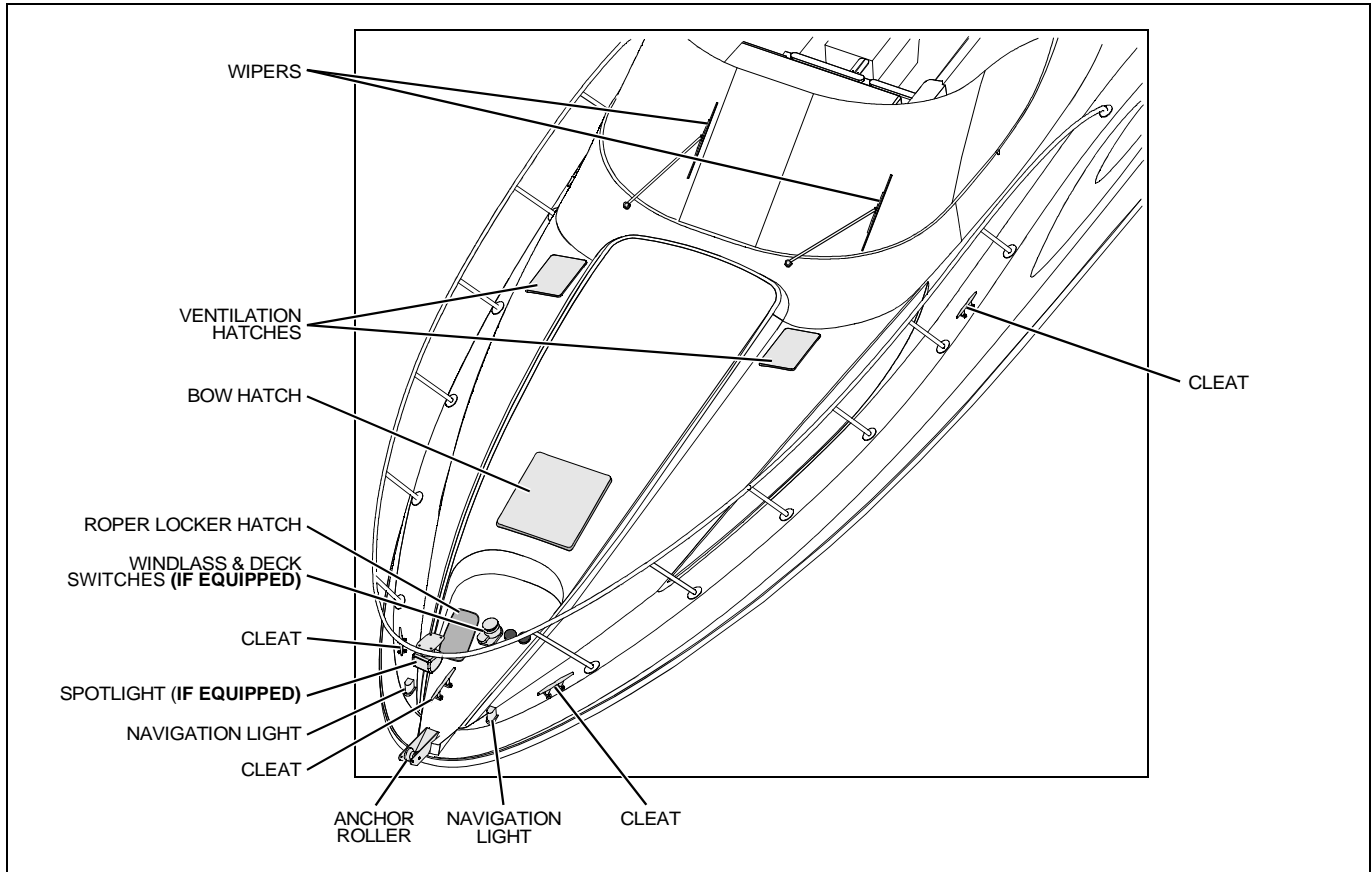 WIPERS
VENTILATION
HATCHES
BOW HATCH
CLEAT
ROPER LOCKER HATCH
WINDLASS & DECK
SWITCHES (IF EQUIPPED)
CLEAT
SPOTLIGHT (IF EQUIPPED)
NAVIGATION LIGHT
CLEAT
ANCHOR
ROLLER
NAVIGATION
LIGHT
CLEAT